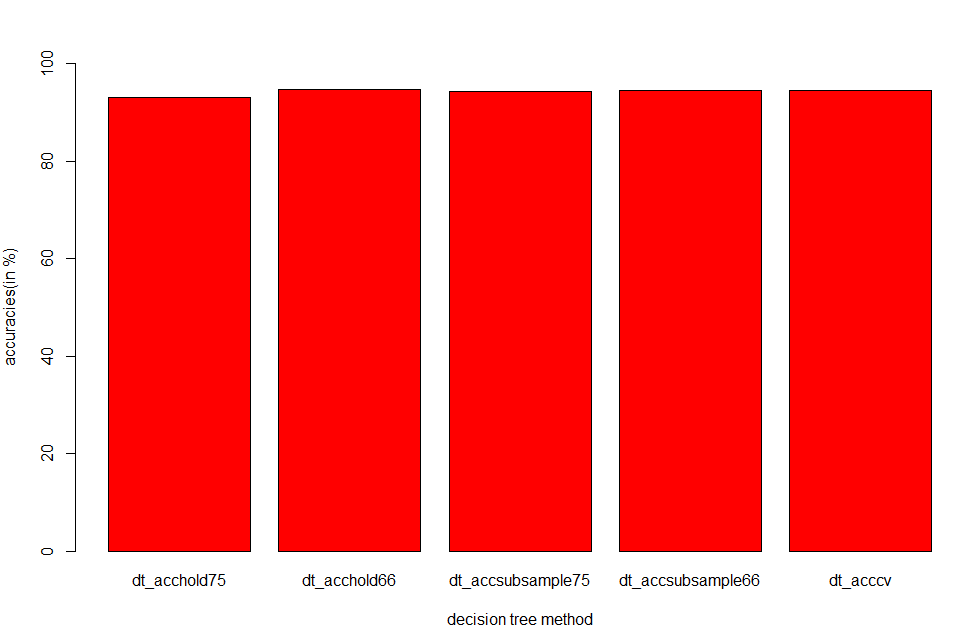 100
80
60
40
20
0
accuracies(in %)
dt_acchold75 dt_acchold66 dt_accsubsample75 dt_accsubsample66 dt_acccv
decision tree method